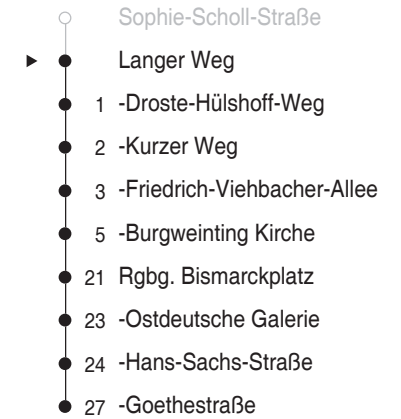 Sophie-Scholl-Straße
Langer Weg
1 -Droste-Hülshoff-Weg
2 -Kurzer Weg
3 -Friedrich-Viehbacher-Allee
5 -Burgweinting Kirche
21 Rgbg. Bismarckplatz
23 -Ostdeutsche Galerie
24 -Hans-Sachs-Straße
27 -Goethestraße